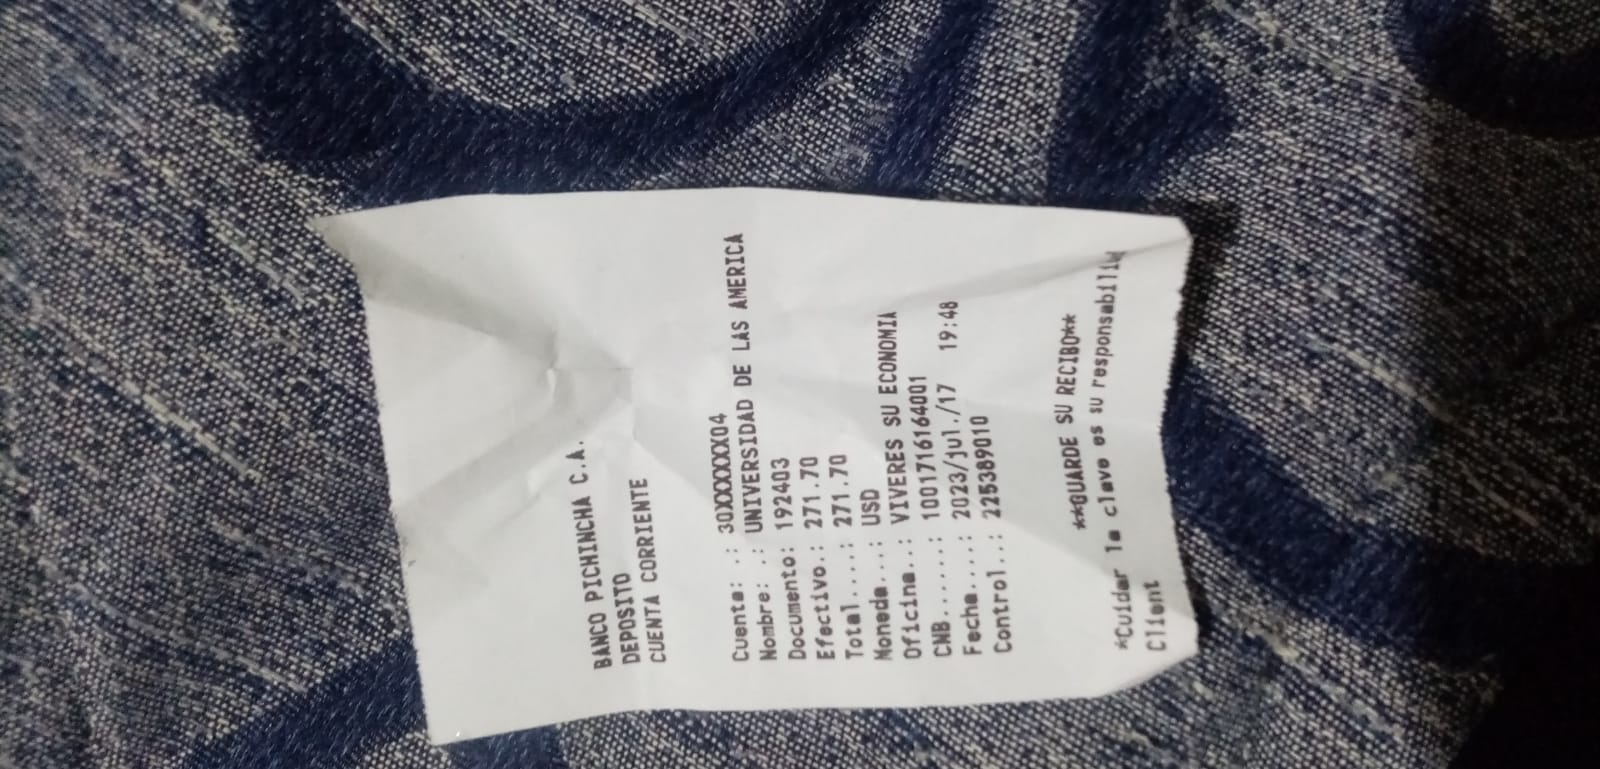 BANCO PICHINCHA C.A.
DEPOSITO
CUENTA CORRIENTE
Cuenta: .: 30XXXXXX04
Nombre: .: UNIVERSIDAD DE LAS AMERICA
Documento: 192403
Efectivo.: 271.70
Total....: 271.70
Moneda...: USD
Oficina..: VIVERES SU ECONOMIA
CNB......: 1001716164001
Fecha....: 2023/jul./17 19:48
Control..: 225389010
**GUARDE SU RECIBO**
*Cuidar la clave es su responsabili
Client